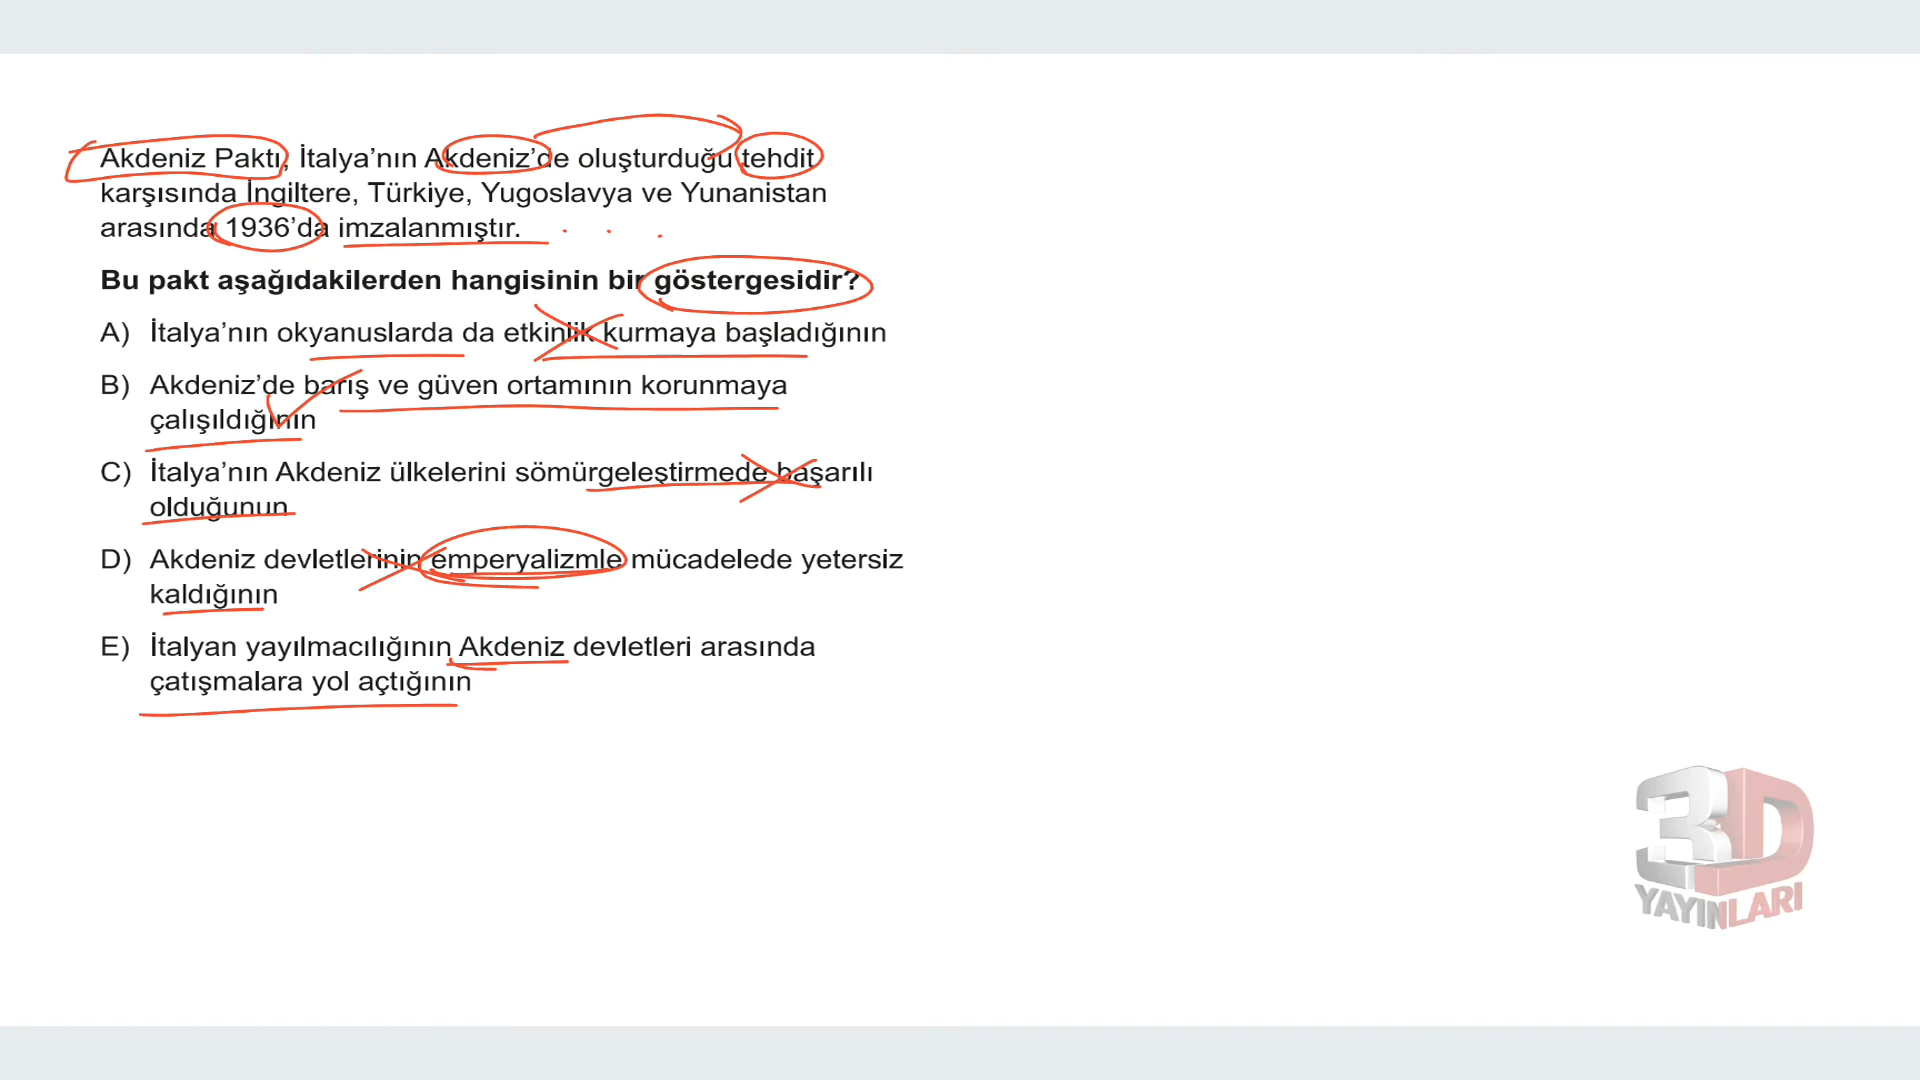 Akdeniz Paktı, İtalya’nın Akdeniz’de oluşturduğu tehdit
karşısında İngiltere, Türkiye, Yugoslavya ve Yunanistan
arasında 1936’da imzalanmıştır.
Bu pakt aşağıdakilerden hangisinin bir göstergesidir?
A) İtalya’nın okyanuslarda da etkinlik kurmaya başladığının
B) Akdeniz’de barış ve güven ortamının korunmaya
çalışıldığının
C) İtalya’nın Akdeniz ülkelerini sömürgeleştirmede başarılı
olduğunun
D) Akdeniz devletlerinin emperyalizmle mücadelede yetersiz
kaldığının
E) İtalyan yayılmacılığının Akdeniz devletleri arasında
çatışmalara yol açtığının
3D
YAYINLARI